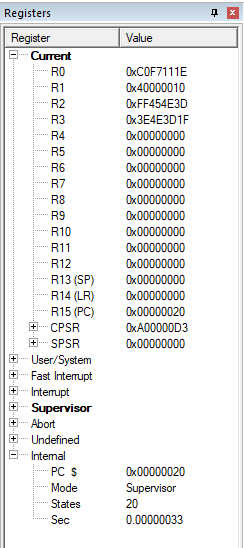 Registers
Register Value
Current
R0 0xC0F7111E
R1 0x40000010
R2 0xFF454E3D
R3 0x3E4E3D1F
R4 0x00000000
R5 0x00000000
R6 0x00000000
R7 0x00000000
R8 0x00000000
R9 0x00000000
R10 0x00000000
R11 0x00000000
R12 0x00000000
R13 (SP) 0x00000000
R14 (LR) 0x00000000
R15 (PC) 0x00000020
CPSR 0xA00000D3
SPSR 0x00000000
User/System
Fast Interrupt
Interrupt
Supervisor
Abort
Undefined
Internal
PC $ 0x00000020
Mode Supervisor
States 20
Sec 0.00000033